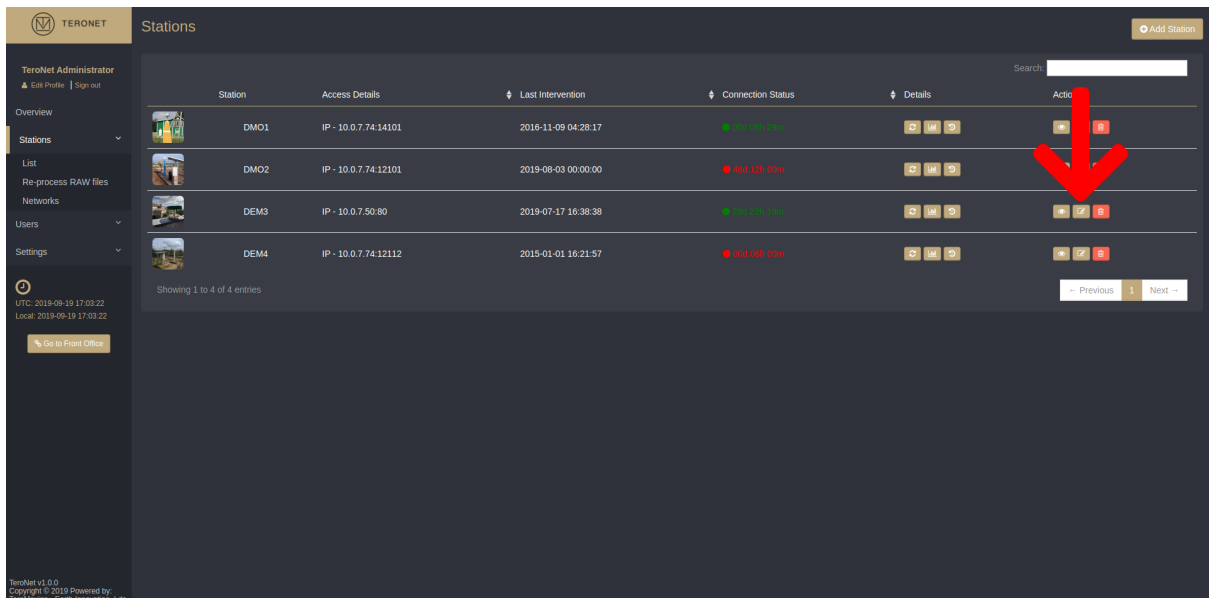 TERONET
Stations
Add Station
TeroNet Administrator
Edit Profile | Sign out
Search:
Station Access Details Last Intervention Connection Status Details
Overview
DMO1 IP - 10.0.7.74:14101 2016-11-09 04:28:17
Stations
List
DMO2 IP - 10.0.7.74:12101 2019-08-03 00:00:00 46d 12h 00m
Re-process RAW files
Networks
DEM3 IP - 10.0.7.50:80 2019-07-17 16:38:38
Users
Settings
DEM4 IP - 10.0.7.74:12112 2015-01-01 16:21:57 00d 06h 00m
Showing 1 to 4 of 4 entries
← Previous 1 Next →
UTC: 2019-09-19 17:03:22
Local: 2019-09-19 17:03:22
Go to Front Office
TeroNet v1.0.0
Copyright © 2019 Powered by: